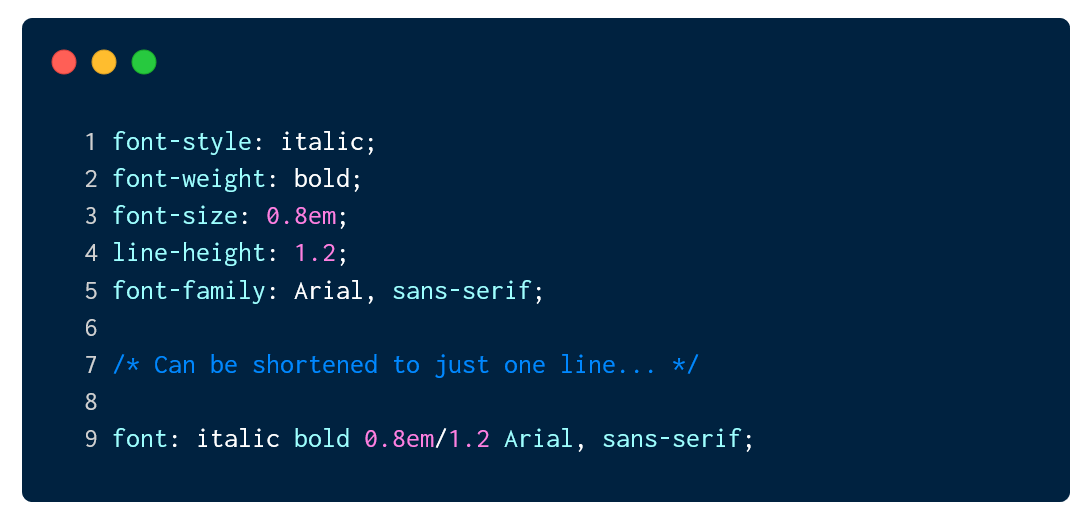 1 font-style: italic;
2 font-weight: bold;
3 font-size: 0.8em;
4 line-height: 1.2;
5 font-family: Arial, sans-serif;
6
7 /* Can be shortened to just one line... */
8
9 font: italic bold 0.8em/1.2 Arial, sans-serif;